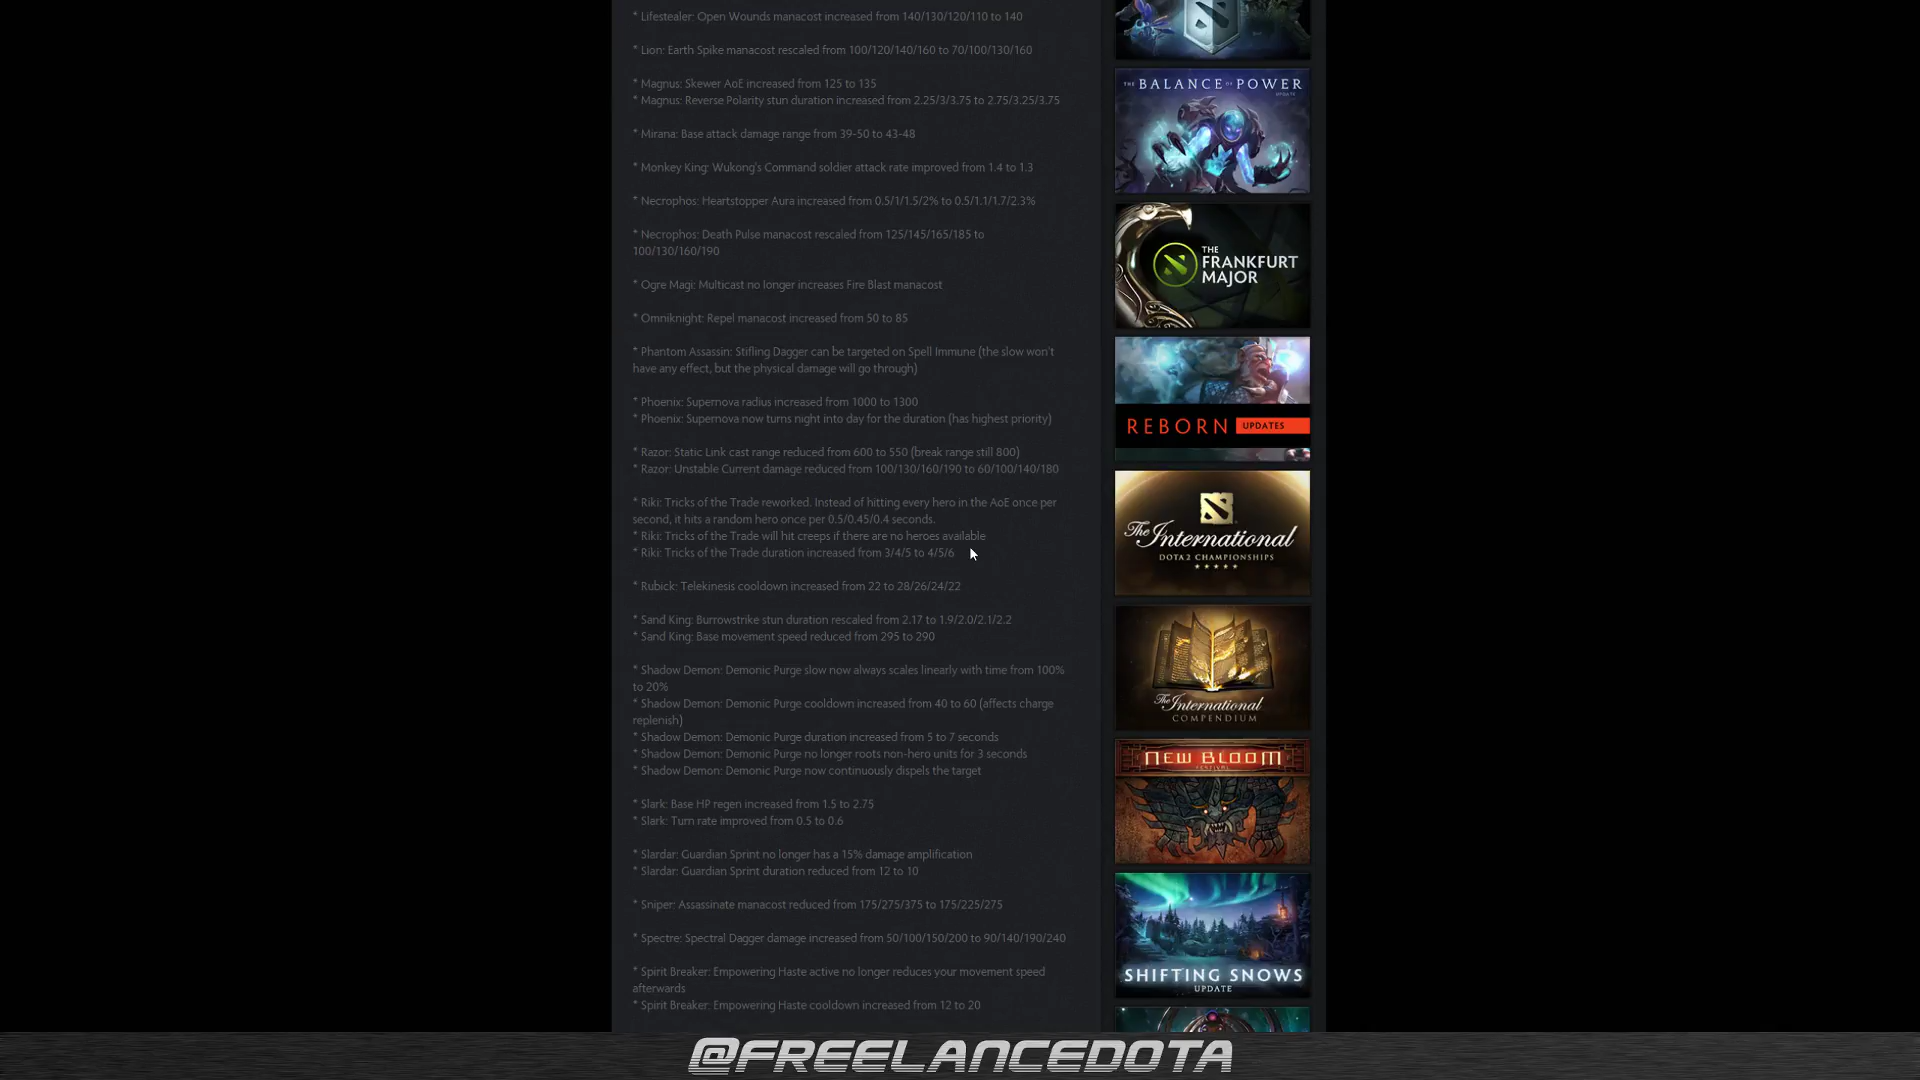 * Lifestealer: Open Wounds manacost increased from 140/130/120/110 to 140
* Lion: Earth Spike manacost rescaled from 100/120/140/160 to 70/100/130/160
* Magnus: Skewer AoE increased from 125 to 135
* Magnus: Reverse Polarity stun duration increased from 2.25/3/3.75 to 2.75/3.25/3.75
* Mirana: Base attack damage range from 39-50 to 43-48
* Monkey King: Wukong's Command soldier attack rate improved from 1.4 to 1.3
* Necrophos: Heartstopper Aura increased from 0.5/1/1.5/2% to 0.5/1.1/1.7/2.3%
* Necrophos: Death Pulse manacost rescaled from 125/145/165/185 to
100/130/160/190
* Ogre Magi: Multicast no longer increases Fire Blast manacost
* Omniknight: Repel manacost increased from 50 to 85
* Phantom Assassin: Stifling Dagger can be targeted on Spell Immune (the slow won't
have any effect, but the physical damage will go through)
* Phoenix: Supernova radius increased from 1000 to 1300
* Phoenix: Supernova now turns night into day for the duration (has highest priority)
* Razor: Static Link cast range reduced from 600 to 550 (break range still 800)
* Razor: Unstable Current damage reduced from 100/130/160/190 to 60/100/140/180
* Riki: Tricks of the Trade reworked. Instead of hitting every hero in the AoE once per
second, it hits a random hero once per 0.5/0.45/0.4 seconds.
* Riki: Tricks of the Trade will hit creeps if there are no heroes available
* Riki: Tricks of the Trade duration increased from 3/4/5 to 4/5/6
* Rubick: Telekinesis cooldown increased from 22 to 28/26/24/22
* Sand King: Burrowstrike stun duration rescaled from 2.17 to 1.9/2.0/2.1/2.2
* Sand King: Base movement speed reduced from 295 to 290
* Shadow Demon: Demonic Purge slow now always scales linearly with time from 100%
to 20%
* Shadow Demon: Demonic Purge cooldown increased from 40 to 60 (affects charge
replenish)
* Shadow Demon: Demonic Purge duration increased from 5 to 7 seconds
* Shadow Demon: Demonic Purge no longer roots non-hero units for 3 seconds
* Shadow Demon: Demonic Purge now continuously dispels the target
* Slark: Base HP regen increased from 1.5 to 2.75
* Slark: Turn rate improved from 0.5 to 0.6
* Slardar: Guardian Sprint no longer has a 15% damage amplification
* Slardar: Guardian Sprint duration reduced from 12 to 10
* Sniper: Assassinate manacost reduced from 175/275/375 to 175/225/275
* Spectre: Spectral Dagger damage increased from 50/100/150/200 to 90/140/190/240
* Spirit Breaker: Empowering Haste active no longer reduces your movement speed
afterwards
* Spirit Breaker: Empowering Haste cooldown increased from 12 to 20
THE BALANCE OF POWER
UPDATE
THE
FRANKFURT
MAJOR
REBORN UPDATES
The International
DOTA 2 CHAMPIONSHIPS
The International
COMPENDIUM
NEW BLOOM
FESTIVAL
SHIFTING SNOWS
UPDATE
@FREELANCEDOTA